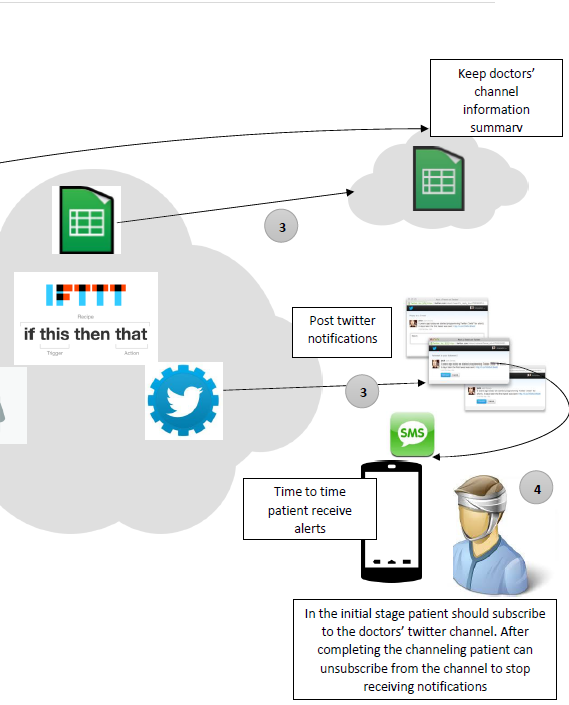 Keep doctors'
channel
information
summary
3
IFTTT
Recipe
if this then that
Trigger
Action
Post twitter
notifications
3
SMS
Time to time
patient receive
alerts
4
In the initial stage patient should subscribe
to the doctors' twitter channel. After
completing the channeling patient can
unsubscribe from the channel to stop
receiving notifications